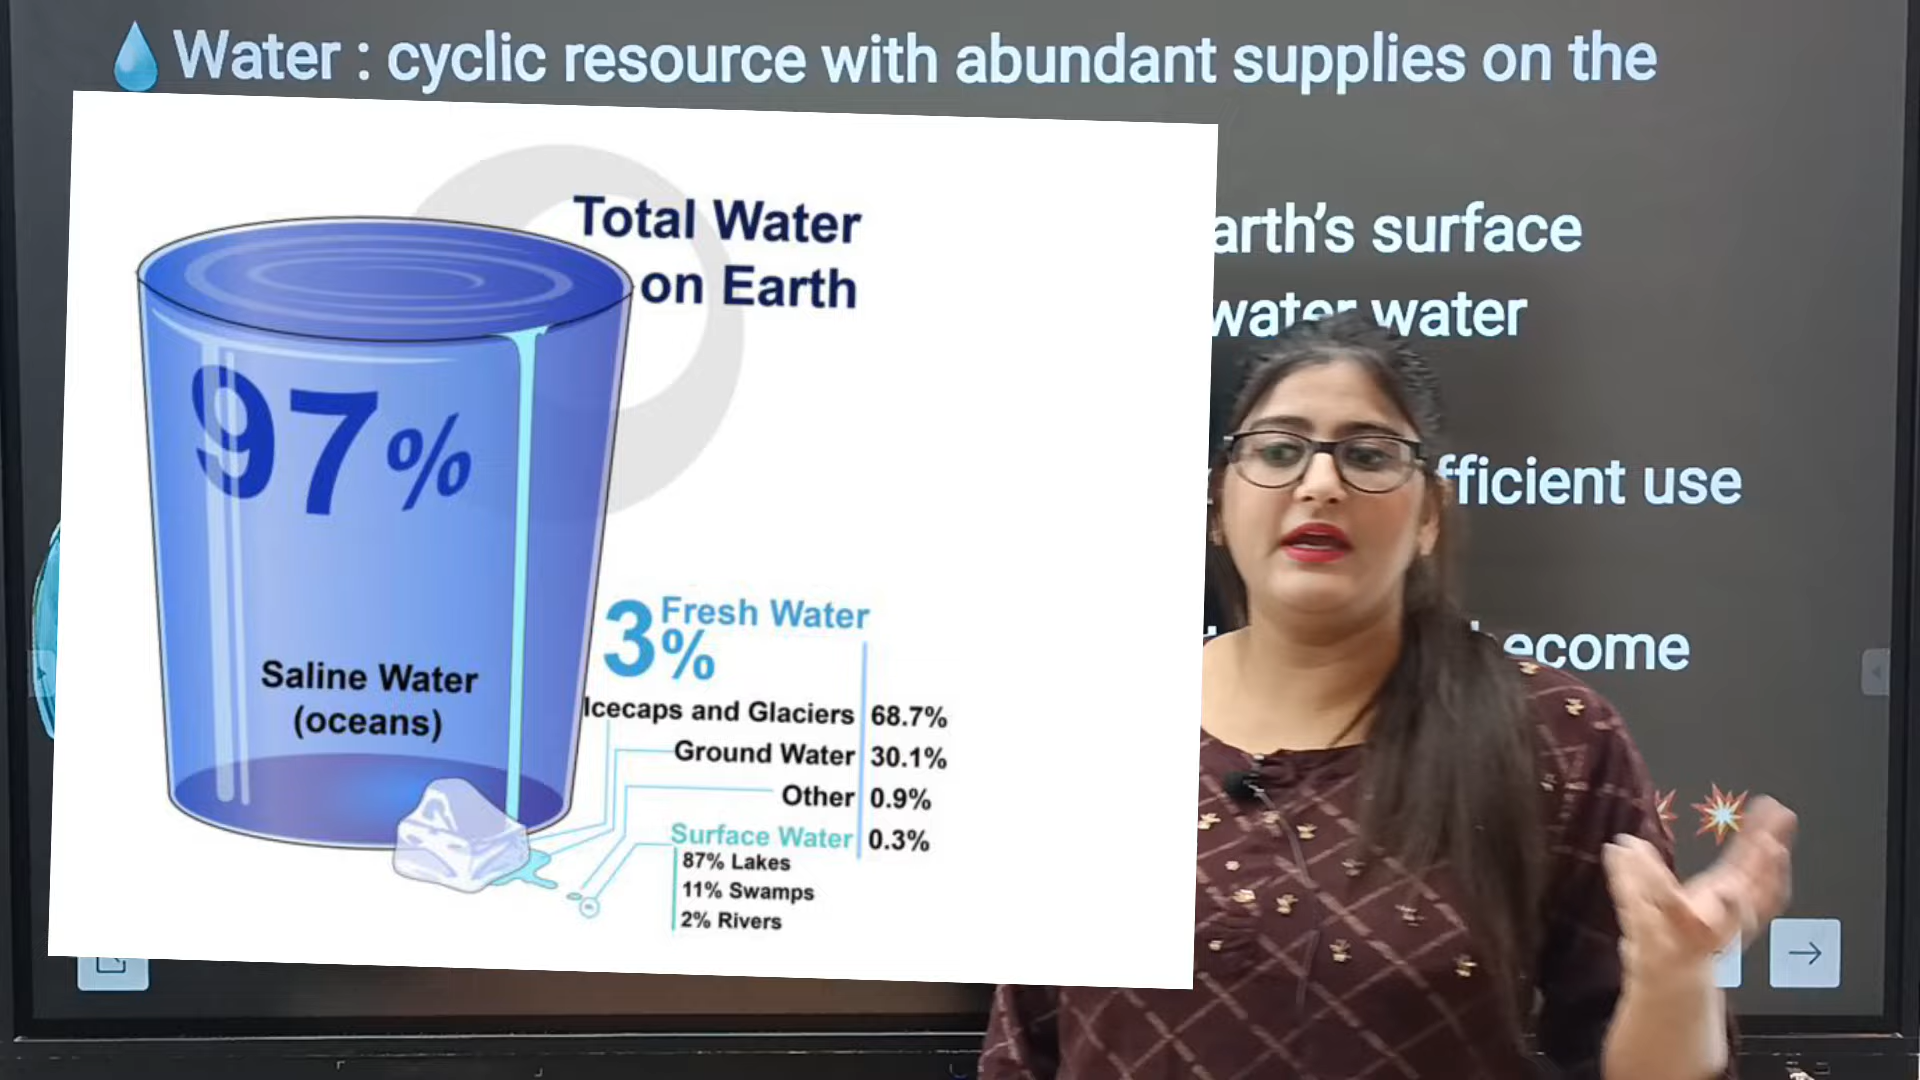 Water : cyclic resource with abundant supplies on the
arth’s surface
water water
fficient use
ecome
Total Water
on Earth
97%
Saline Water
(oceans)
3% Fresh Water
Icecaps and Glaciers 68.7%
Ground Water 30.1%
Other 0.9%
Surface Water 0.3%
87% Lakes
11% Swamps
2% Rivers